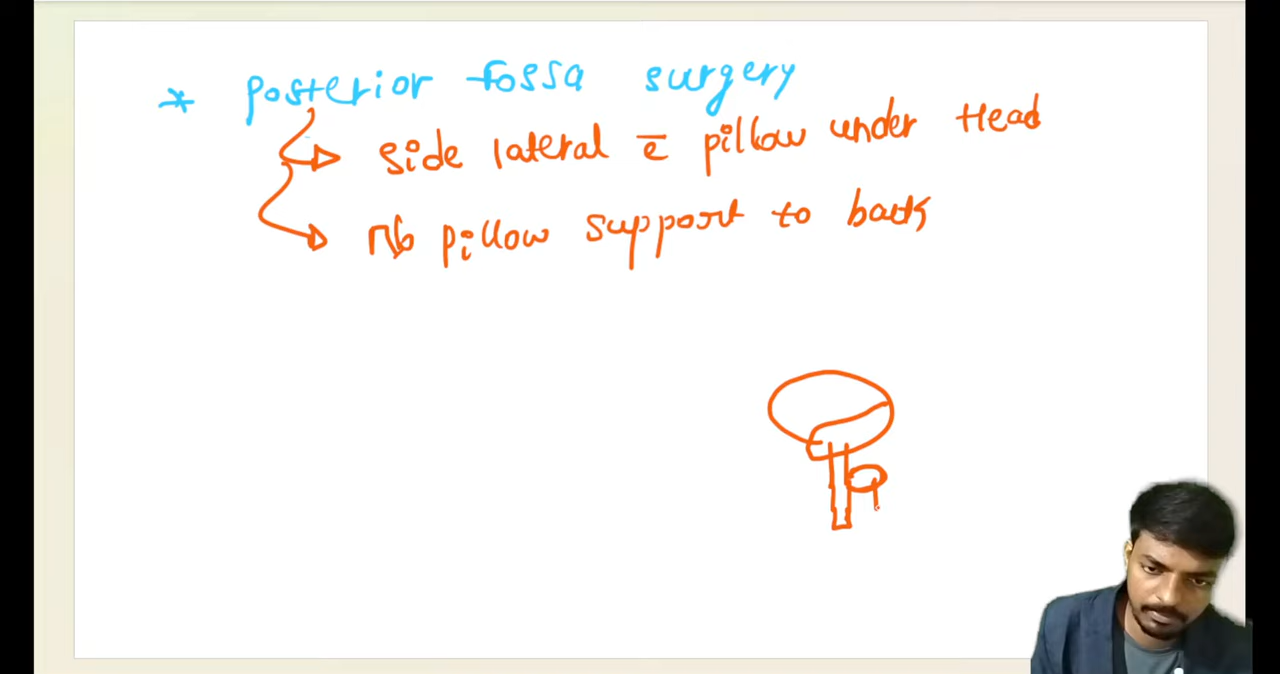 * posterior fossa surgery
side lateral c̄ pillow under Head
No pillow support to back